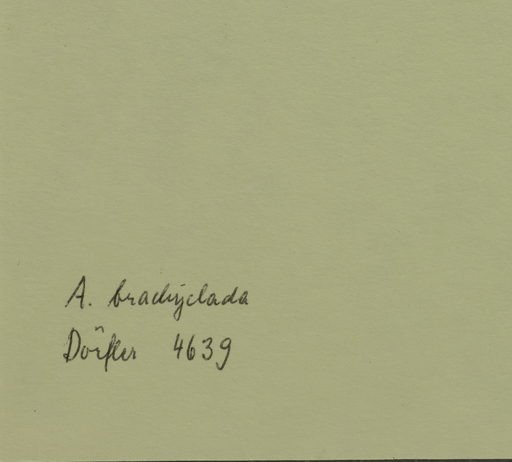 A. brachyclada
Dörfler 4639